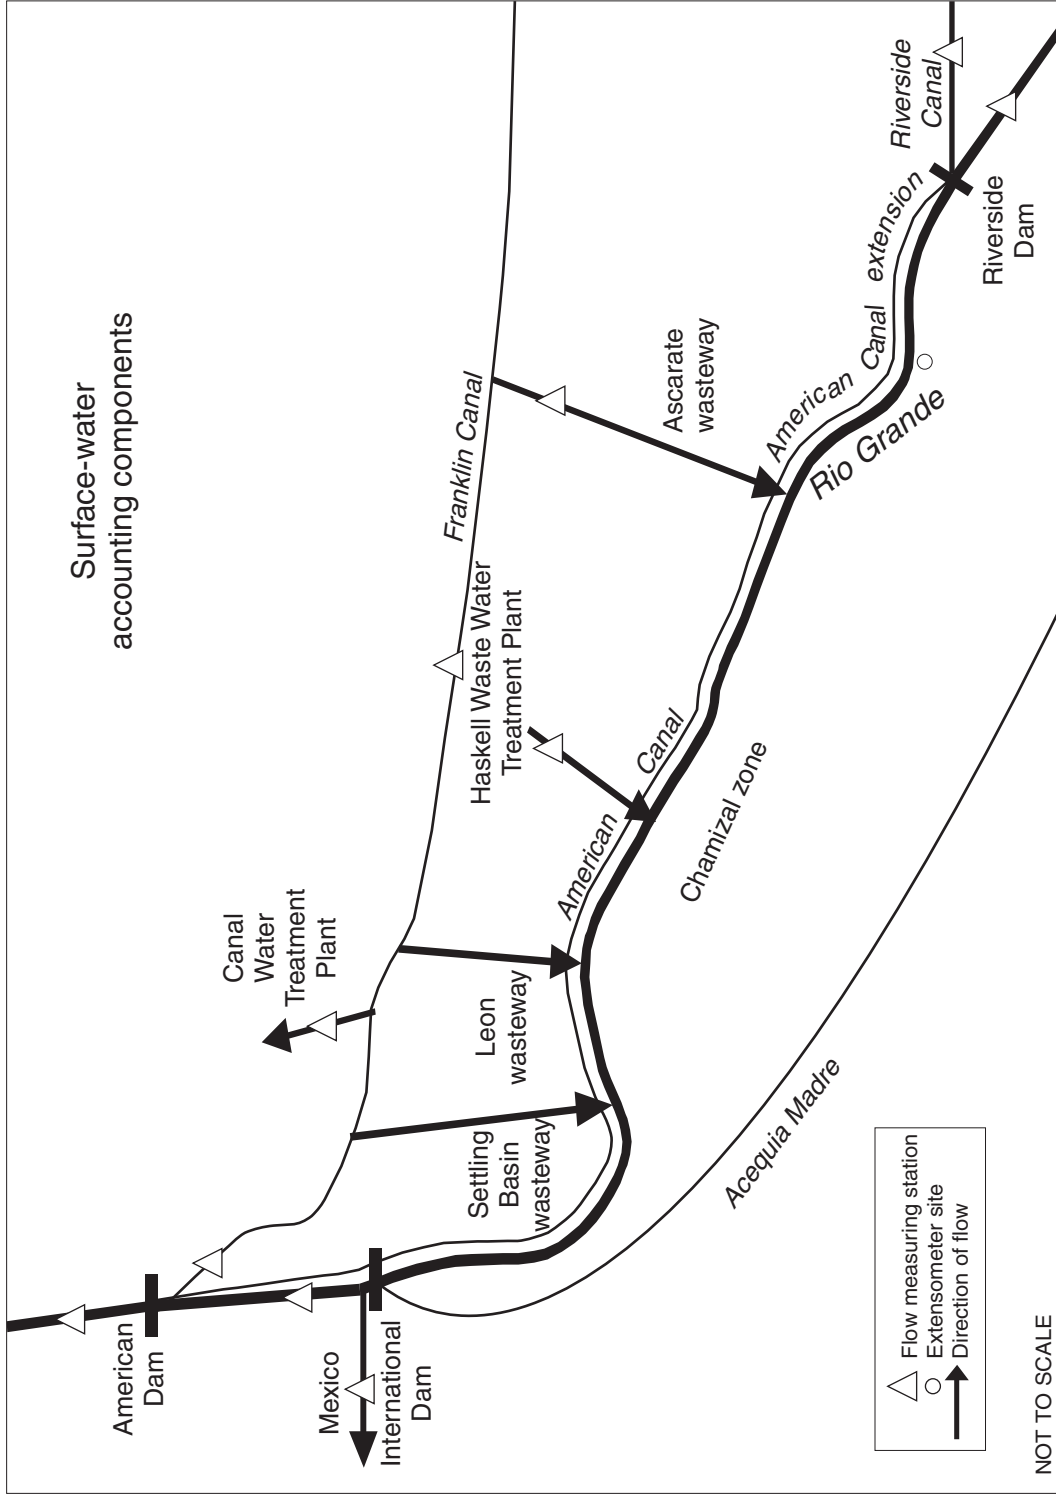 Surface-water
accounting components
American
Dam
Mexico
International
Dam
Canal
Water
Treatment
Plant
Settling
Basin
wasteway
Leon
wasteway
Franklin Canal
Haskell Waste Water
Treatment Plant
Ascarate
wasteway
American Canal
American Canal extension
Rio Grande
Chamizal zone
Acequia Madre
Riverside
Canal
Riverside
Dam
Flow measuring station
Extensometer site
Direction of flow
NOT TO SCALE